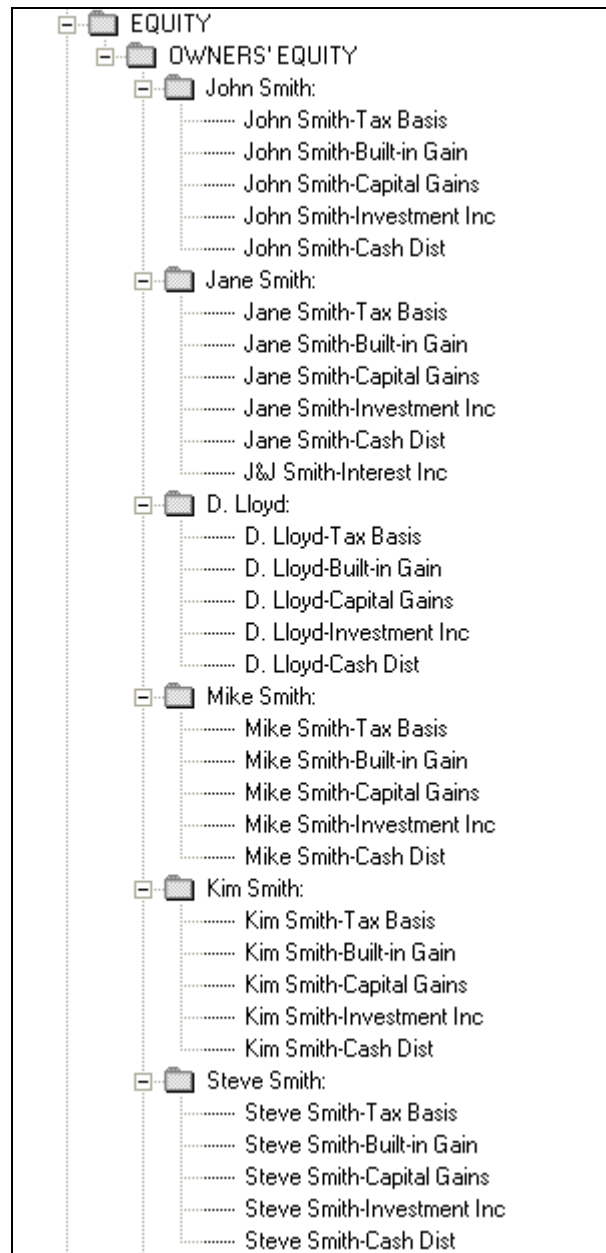 EQUITY
OWNERS' EQUITY
John Smith:
John Smith-Tax Basis
John Smith-Built-in Gain
John Smith-Capital Gains
John Smith-Investment Inc
John Smith-Cash Dist
Jane Smith:
Jane Smith-Tax Basis
Jane Smith-Built-in Gain
Jane Smith-Capital Gains
Jane Smith-Investment Inc
Jane Smith-Cash Dist
J&J Smith-Interest Inc
D. Lloyd:
D. Lloyd-Tax Basis
D. Lloyd-Built-in Gain
D. Lloyd-Capital Gains
D. Lloyd-Investment Inc
D. Lloyd-Cash Dist
Mike Smith:
Mike Smith-Tax Basis
Mike Smith-Built-in Gain
Mike Smith-Capital Gains
Mike Smith-Investment Inc
Mike Smith-Cash Dist
Kim Smith:
Kim Smith-Tax Basis
Kim Smith-Built-in Gain
Kim Smith-Capital Gains
Kim Smith-Investment Inc
Kim Smith-Cash Dist
Steve Smith:
Steve Smith-Tax Basis
Steve Smith-Built-in Gain
Steve Smith-Capital Gains
Steve Smith-Investment Inc
Steve Smith-Cash Dist